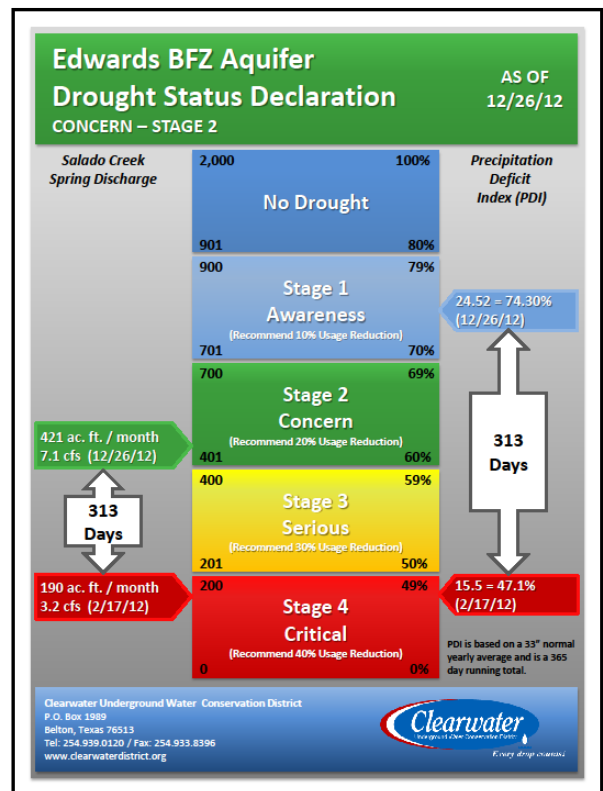 Edwards BFZ Aquifer
Drought Status Declaration
CONCERN – STAGE 2
AS OF
12/26/12
Salado Creek
Spring Discharge
2,000 100%
No Drought
901 80%
Precipitation
Deficit
Index (PDI)
900 79%
Stage 1
Awareness
(Recommend 10% Usage Reduction)
701 70%
24.52 = 74.30%
(12/26/12)
700 69%
Stage 2
Concern
(Recommend 20% Usage Reduction)
401 60%
421 ac. ft. / month
7.1 cfs (12/26/12)
313
Days
313
Days
400 59%
Stage 3
Serious
(Recommend 30% Usage Reduction)
201 50%
190 ac. ft. / month
3.2 cfs (2/17/12)
200 49%
Stage 4
Critical
(Recommend 40% Usage Reduction)
0 0%
15.5 = 47.1%
(2/17/12)
PDI is based on a 33" normal
yearly average and is a 365
day running total.
Clearwater Underground Water Conservation District
P.O. Box 1989
Belton, Texas 76513
Tel: 254.939.0120 / Fax: 254.933.8396
www.clearwaterdistrict.org
Clearwater
Underground Water Conservation District
Every drop counts!